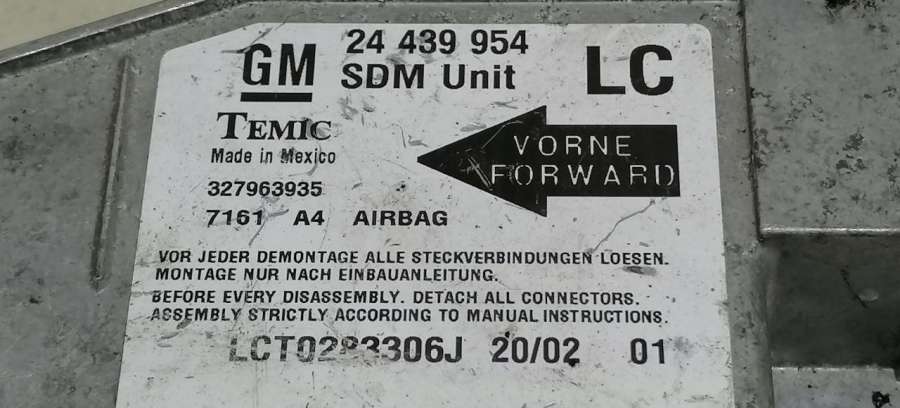 GM 24 439 954 LC
SDM Unit
TEMIC
Made in Mexico
VORNE
FORWARD
327963935
7161 A4 AIRBAG
VOR JEDER DEMONTAGE ALLE STECKVERBINDUNGEN LOESEN.
MONTAGE NUR NACH EINBAUANLEITUNG.
BEFORE EVERY DISASSEMBLY. DETACH ALL CONNECTORS.
ASSEMBLY STRICTLY ACCORDING TO MANUAL INSTRUCTIONS.
LCT0283306J 20/02 01